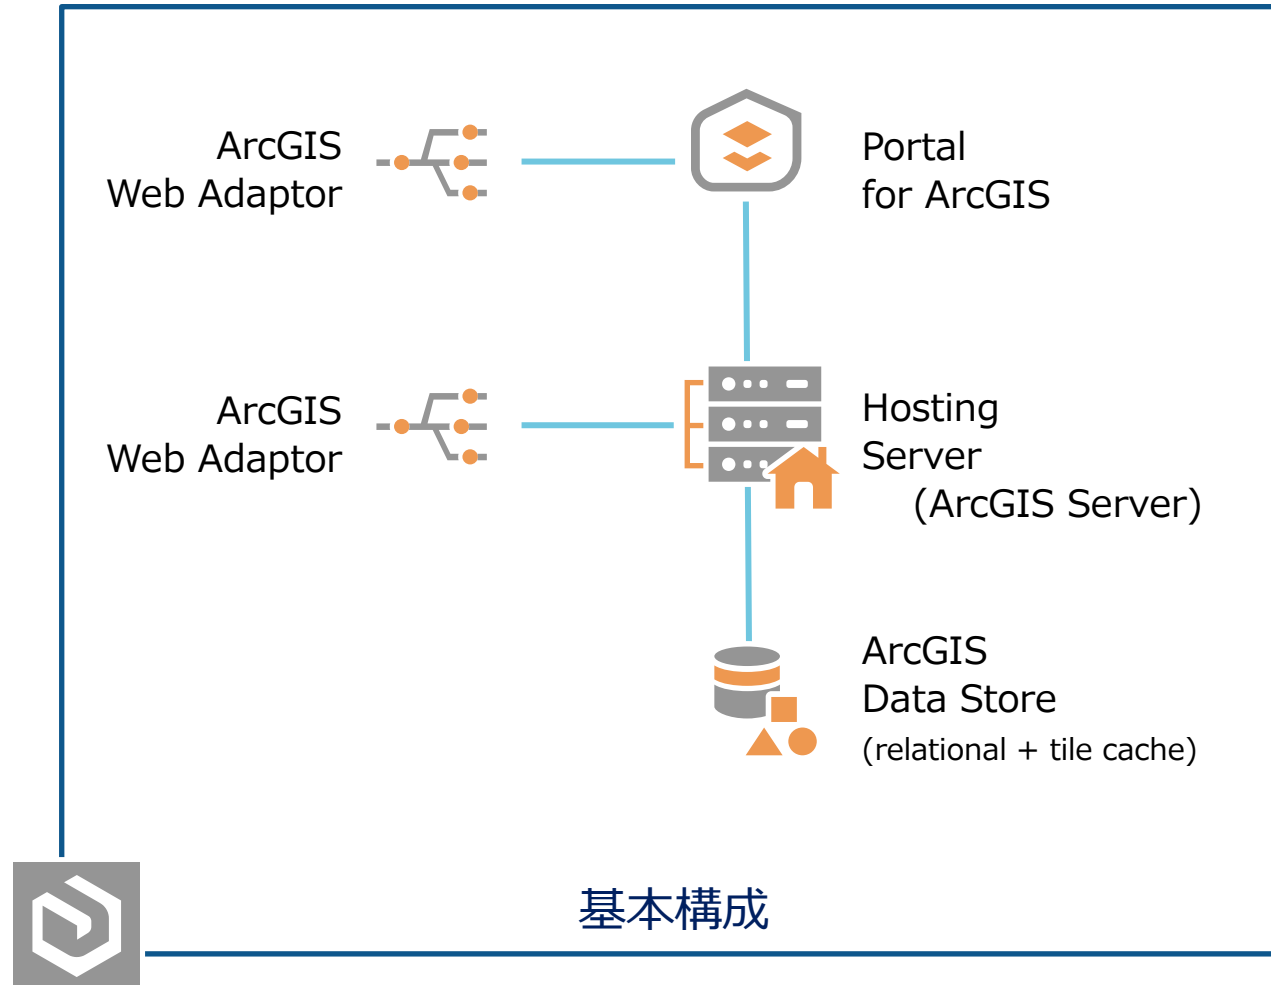 ArcGIS
Web Adaptor
Portal
for ArcGIS
ArcGIS
Web Adaptor
Hosting
Server
(ArcGIS Server)
ArcGIS
Data Store
(relational + tile cache)
基本構成